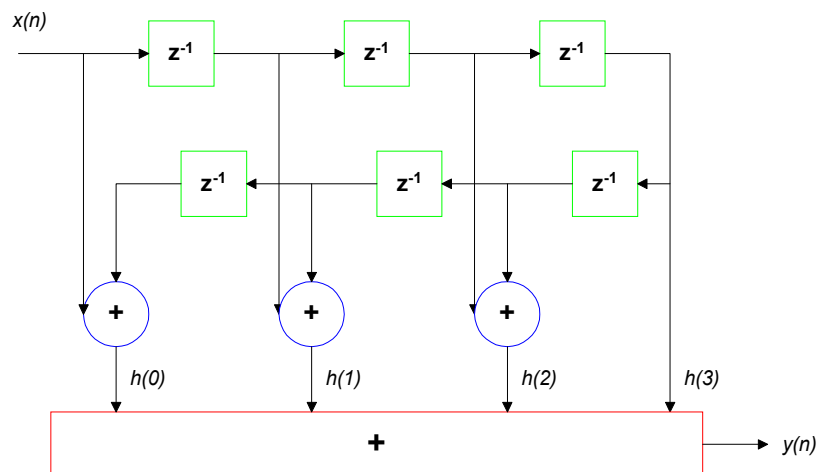 x(n)
z-1 z-1 z-1
z-1 z-1 z-1
+ + +
h(0) h(1) h(2) h(3)
+
y(n)